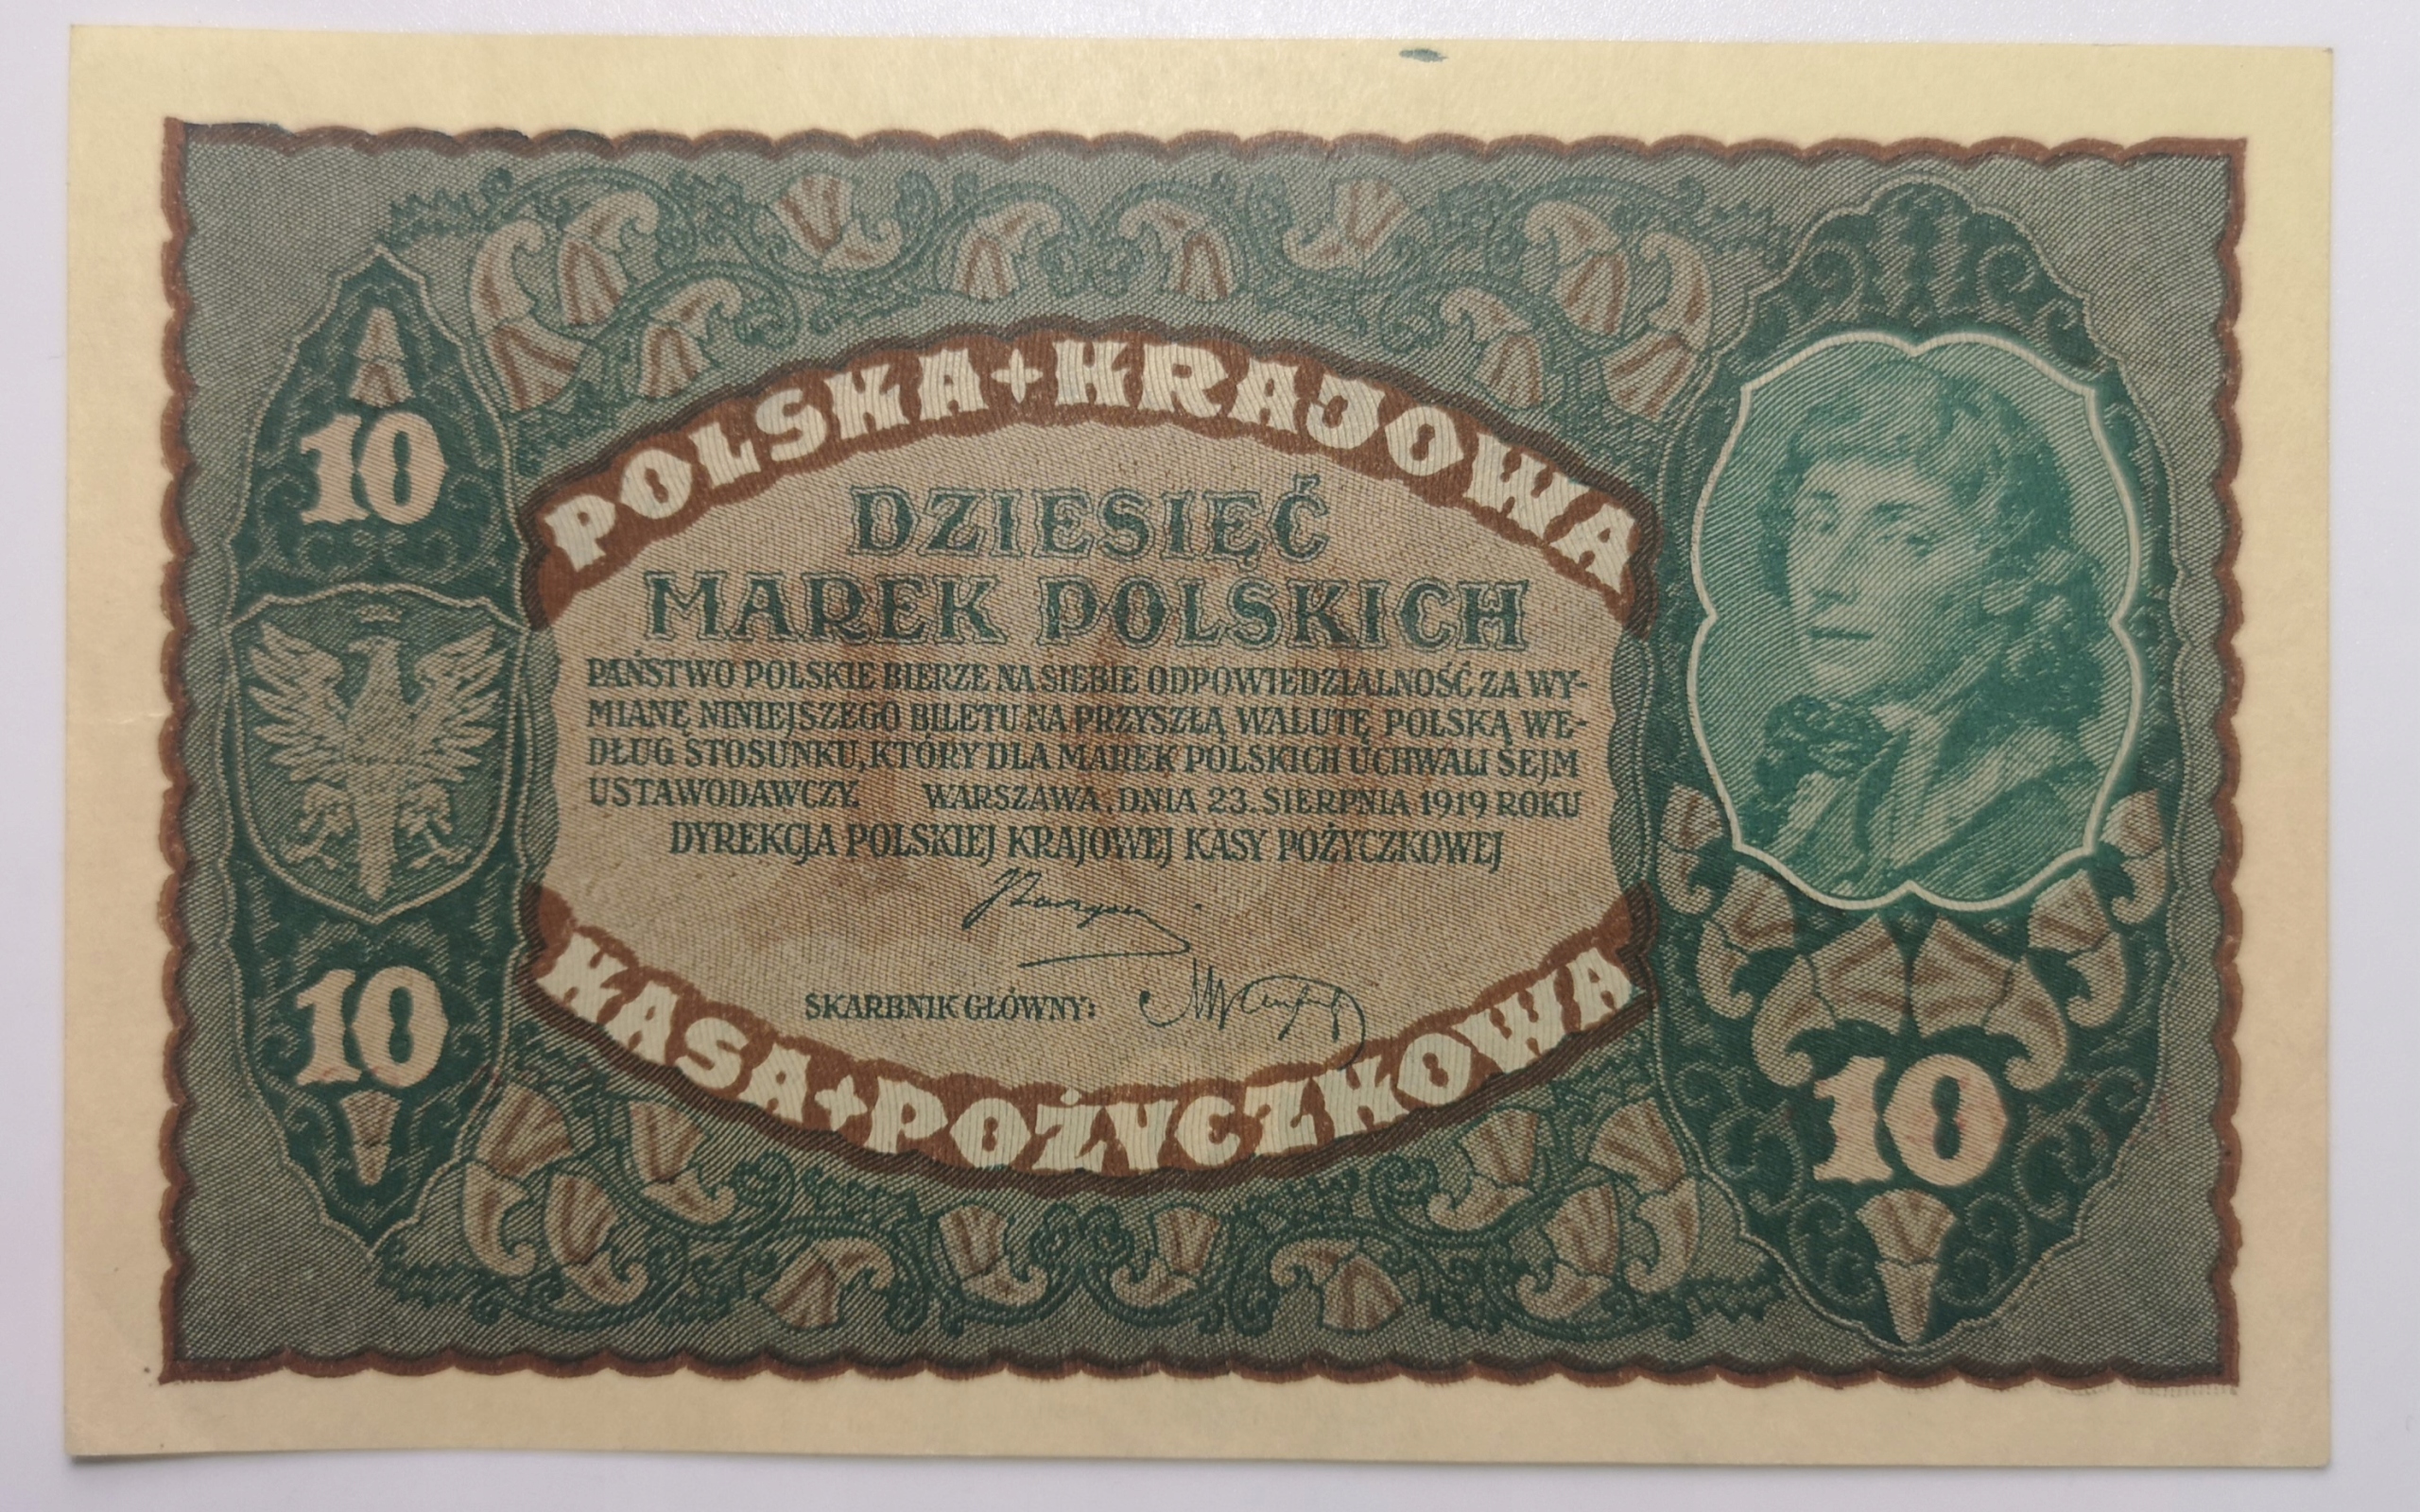 POLSKA + KRAJOWA
10
DZIESIĘĆ
MAREK POLSKICH
PAŃSTWO POLSKIE BIERZE NA SIEBIE ODPOWIEDZIALNOŚĆ ZA WY-
MIANĘ NINIEJSZEGO BILETU NA PRZYSZŁĄ WALUTĘ POLSKĄ WE-
DŁUG STOSUNKU, KTÓRY DLA MAREK POLSKICH UCHWALI SEJM
USTAWODAWCZY. WARSZAWA, DNIA 23. SIERPNIA 1919 ROKU
DYREKCJA POLSKIEJ KRAJOWEJ KASY POŻYCZKOWEJ
SKARBNIK GŁÓWNY:
10
10
KASA + POŻYCZKOWA